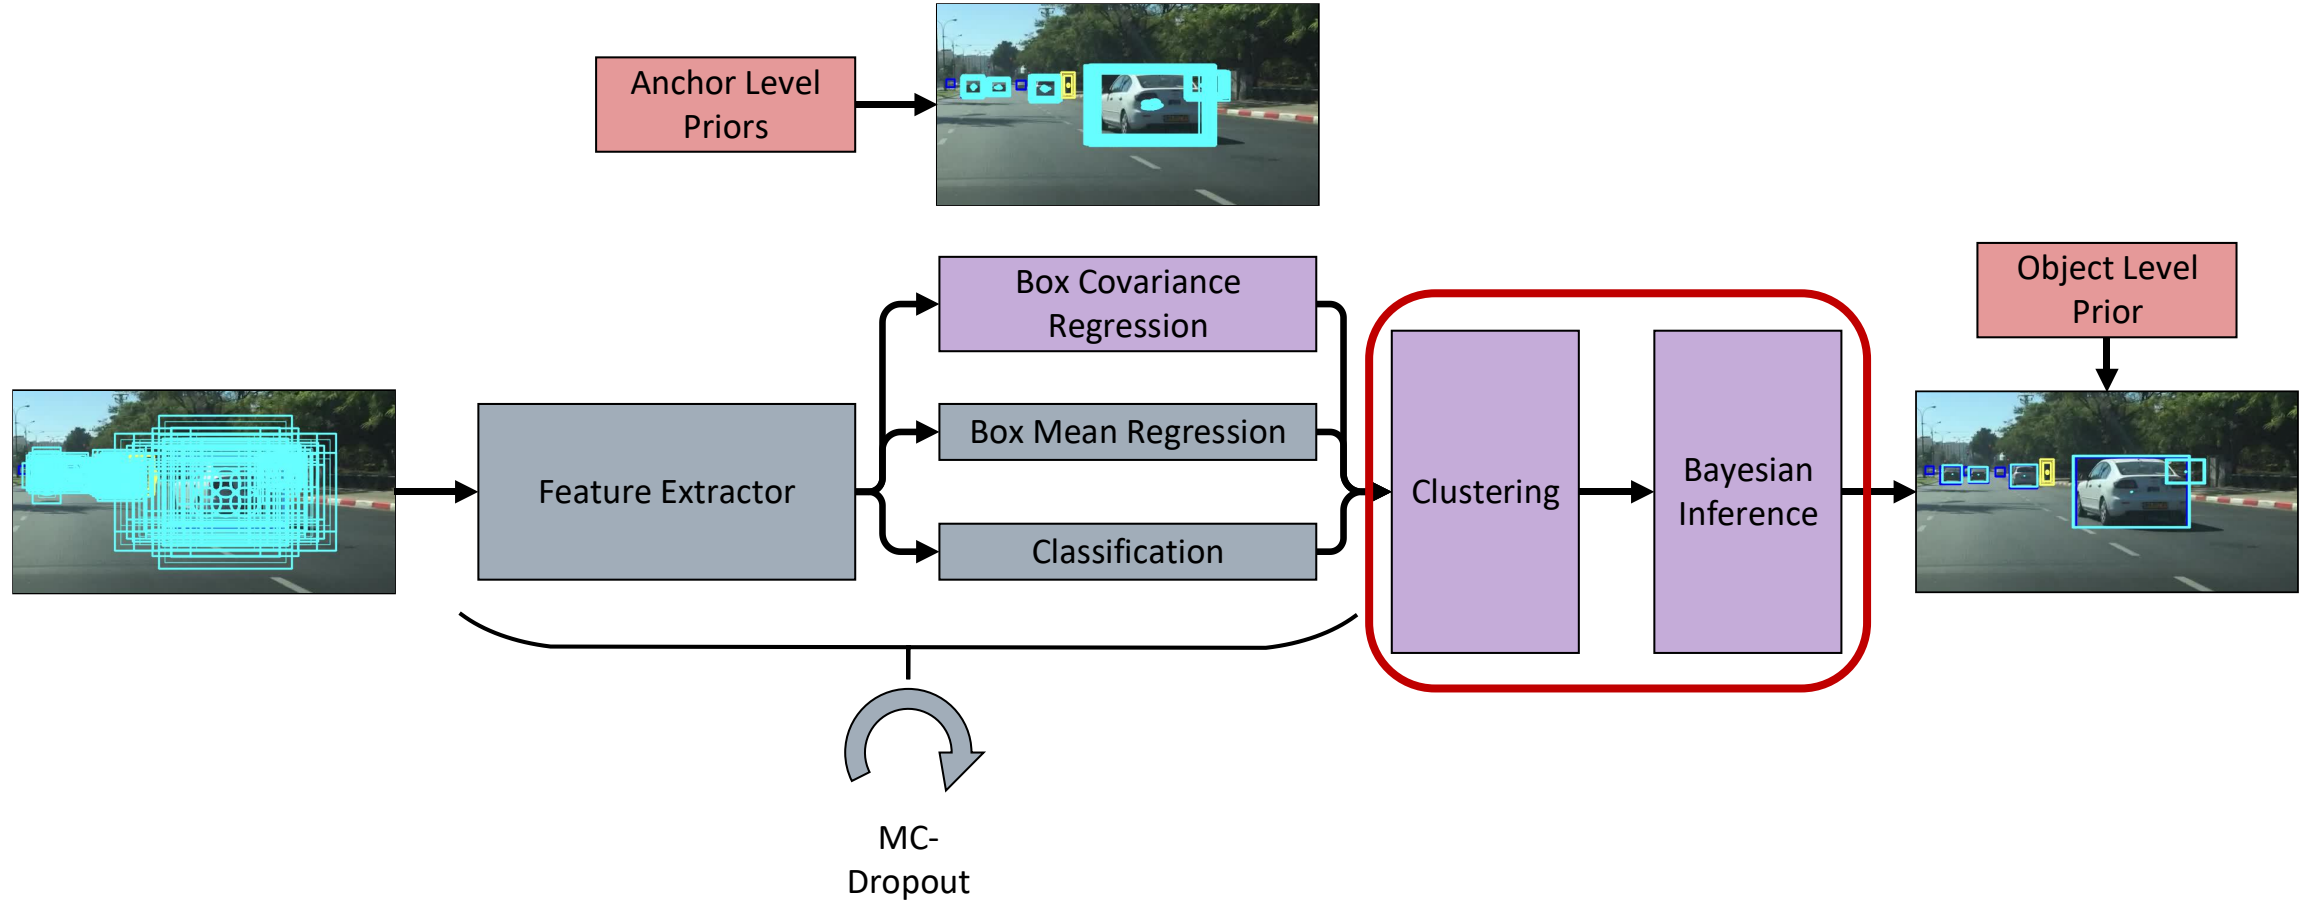 Anchor Level
Priors
Box Covariance
Regression
Object Level
Prior
Feature Extractor
Box Mean Regression
Classification
Clustering
Bayesian
Inference
MC-
Dropout